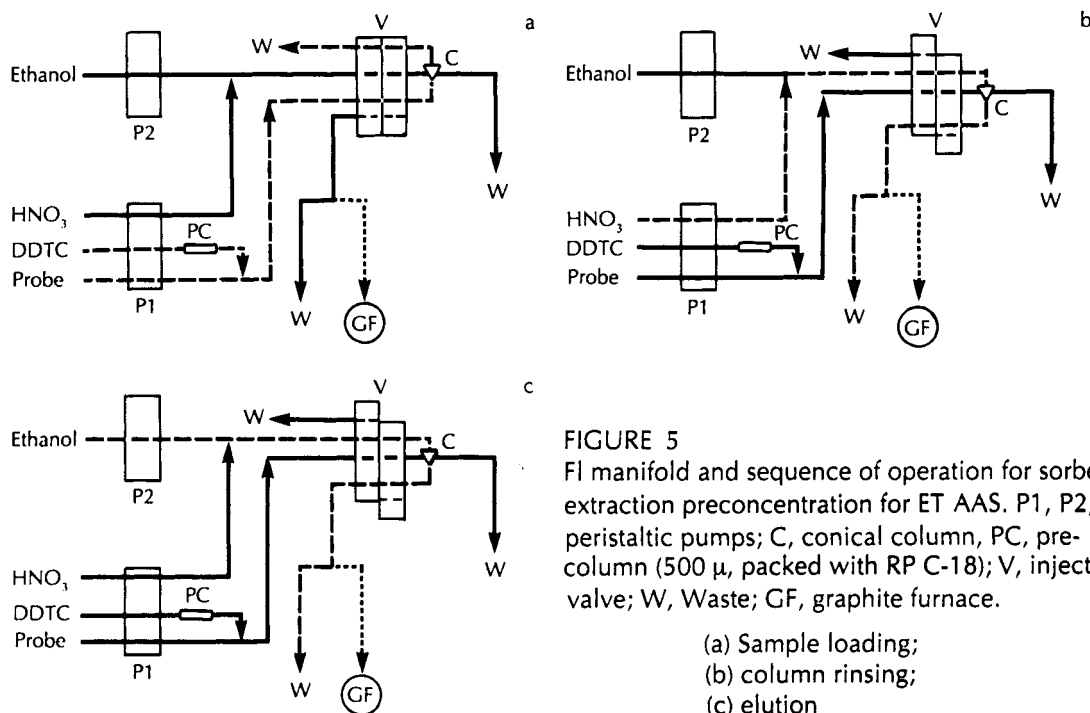 a
V
W
C
Ethanol
P2
W
HNO₃
DDTC
PC
Probe
P1
W
GF
b
V
W
C
Ethanol
P2
W
HNO₃
DDTC
PC
Probe
P1
W
GF
c
V
W
C
Ethanol
P2
W
HNO₃
DDTC
PC
Probe
P1
W
GF
FIGURE 5
FI manifold and sequence of operation for sorbe
extraction preconcentration for ET AAS. P1, P2,
peristaltic pumps; C, conical column, PC, pre-
column (500 µ, packed with RP C-18); V, inject
valve; W, Waste; GF, graphite furnace.
(a) Sample loading;
(b) column rinsing;
(c) elution